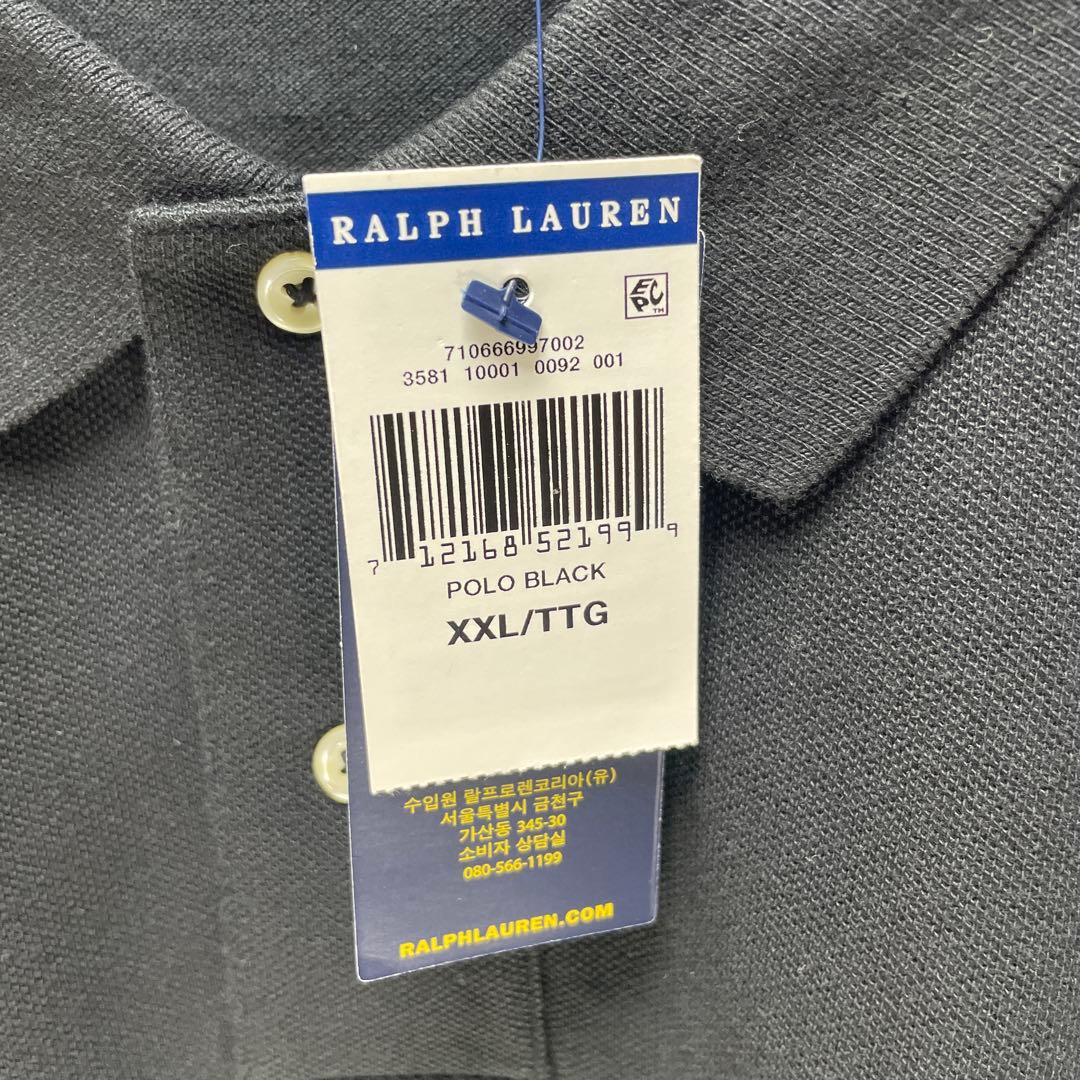 RALPH LAUREN
EPC™
710666997002
3581 10001 0092 001
7 12168 52199 9
POLO BLACK
XXL/TTG
수입원 랄프로렌코리아(유)
서울특별시 금천구
가산동 345-30
소비자 상담실
080-566-1199
RALPHLAUREN.COM